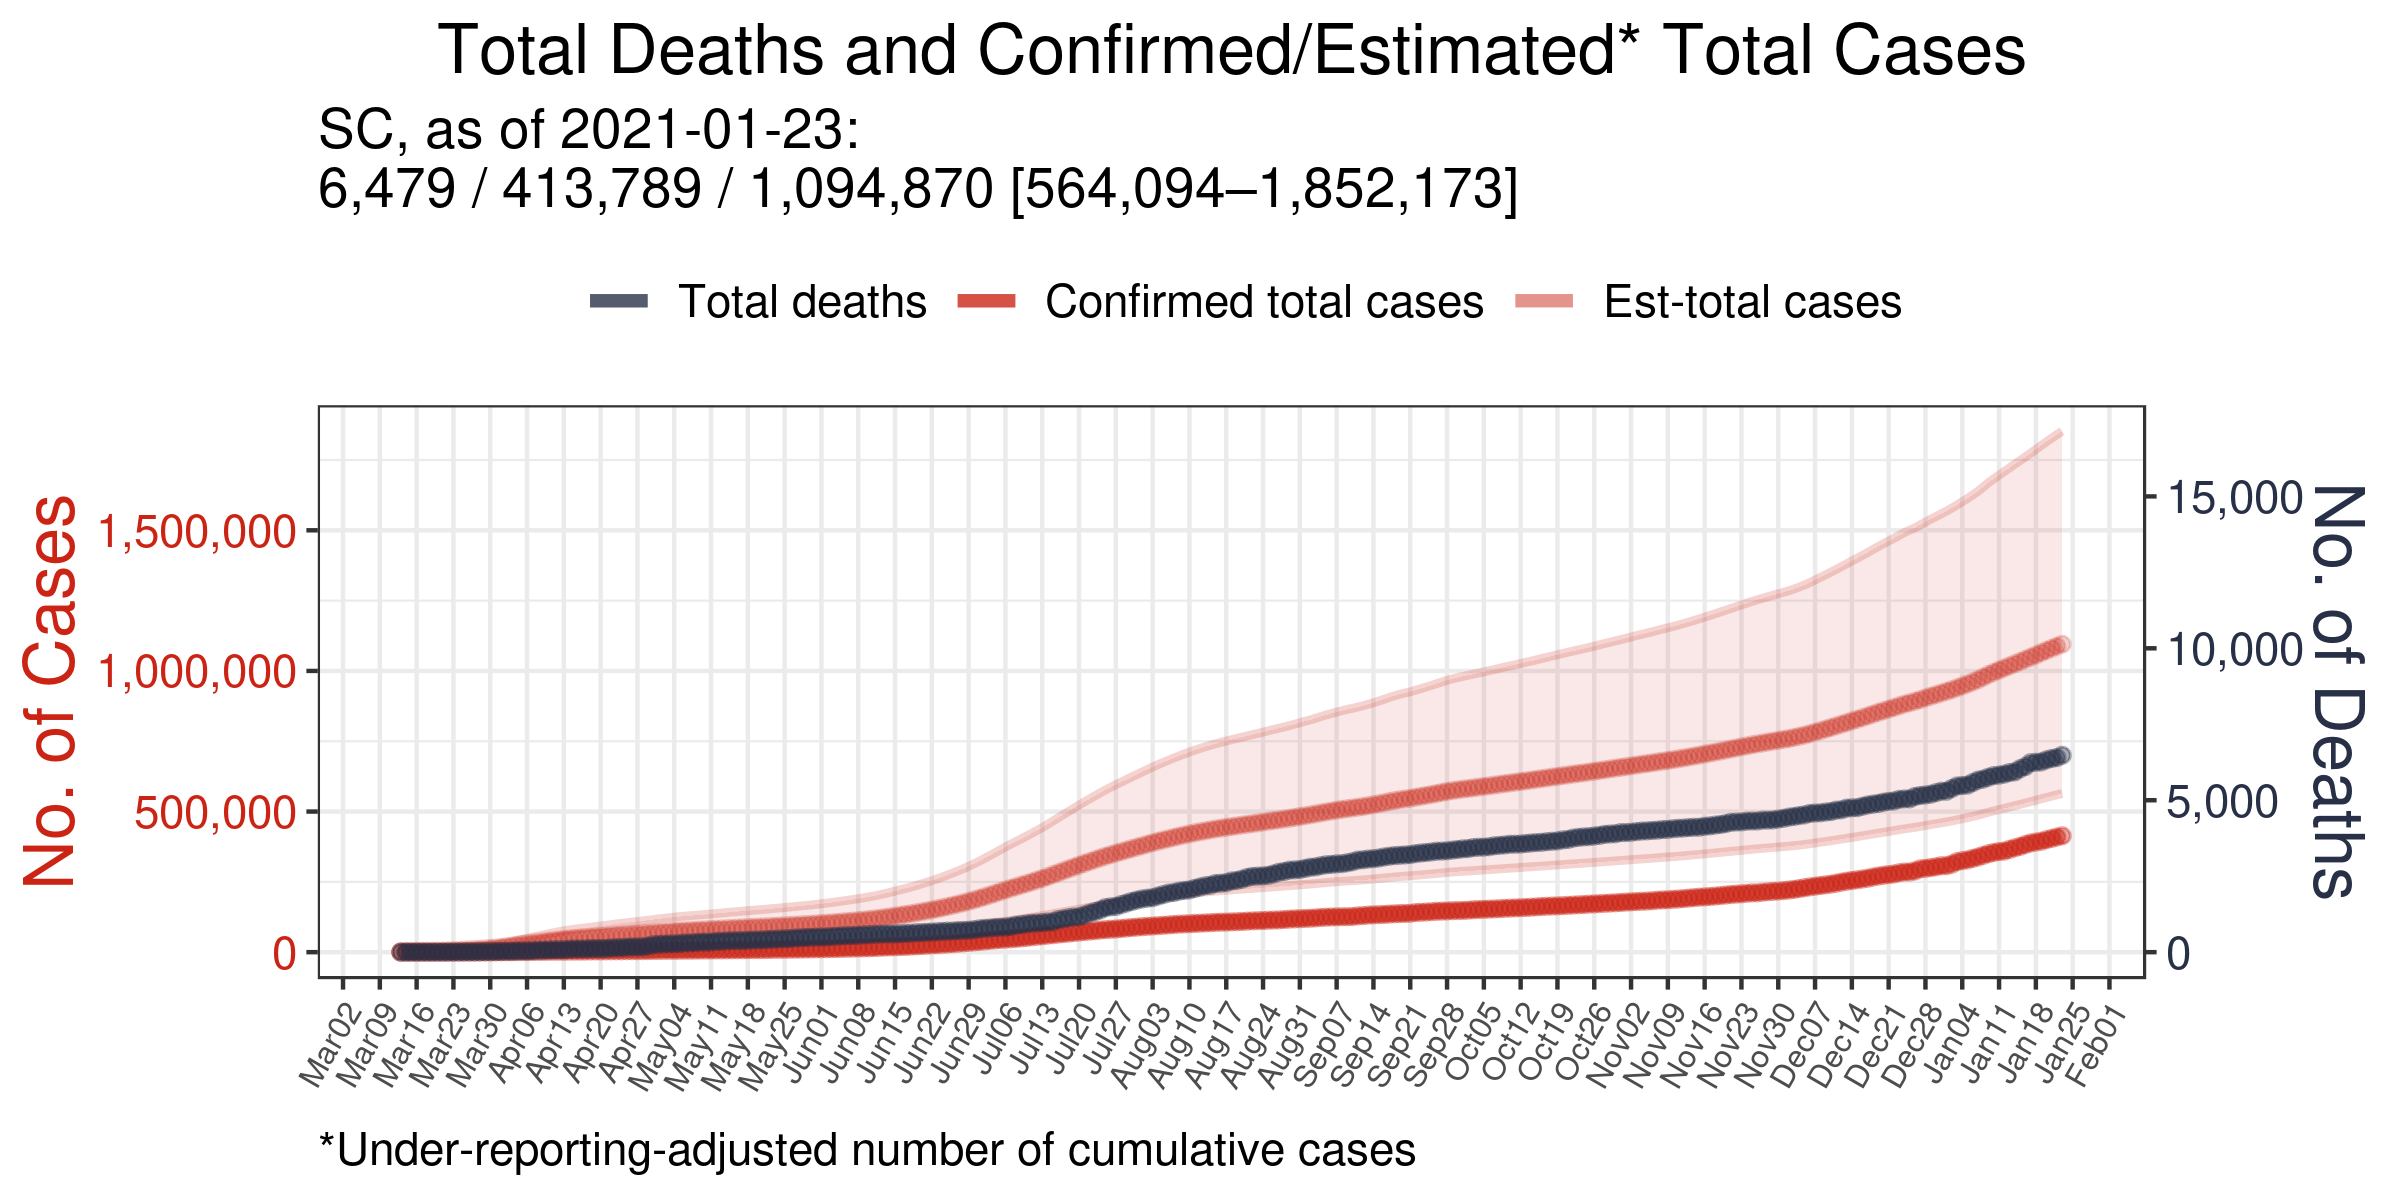 Total Deaths and Confirmed/Estimated* Total Cases
SC, as of 2021-01-23:
6,479 / 413,789 / 1,094,870 [564,094–1,852,173]
Total deaths
Confirmed total cases
Est-total cases
No. of Cases
1,500,000
1,000,000
500,000
0
15,000
10,000
5,000
0
No. of Deaths
Mar02
Mar09
Mar16
Mar23
Mar30
Apr06
Apr13
Apr20
Apr27
May04
May11
May18
May25
Jun01
Jun08
Jun15
Jun22
Jun29
Jul06
Jul13
Jul20
Jul27
Aug03
Aug10
Aug17
Aug24
Aug31
Sep07
Sep14
Sep21
Sep28
Oct05
Oct12
Oct19
Oct26
Nov02
Nov09
Nov16
Nov23
Nov30
Dec07
Dec14
Dec21
Dec28
Jan04
Jan11
Jan18
Jan25
Feb01
*Under-reporting-adjusted number of cumulative cases